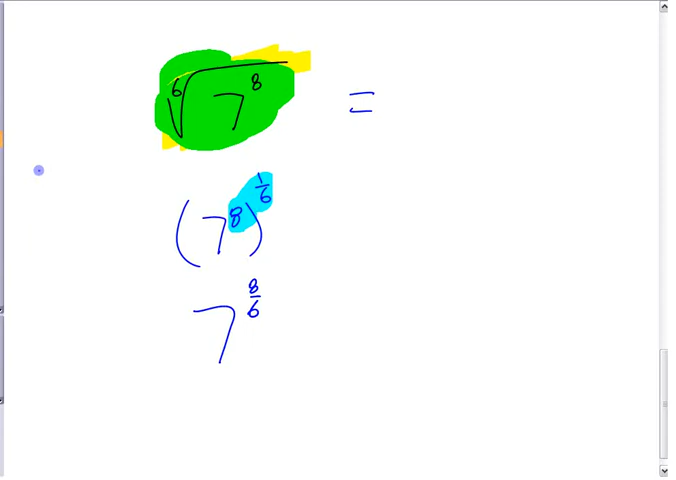 ⁶√7⁸ =
(7⁸)^(1/6)
7^(8/6)